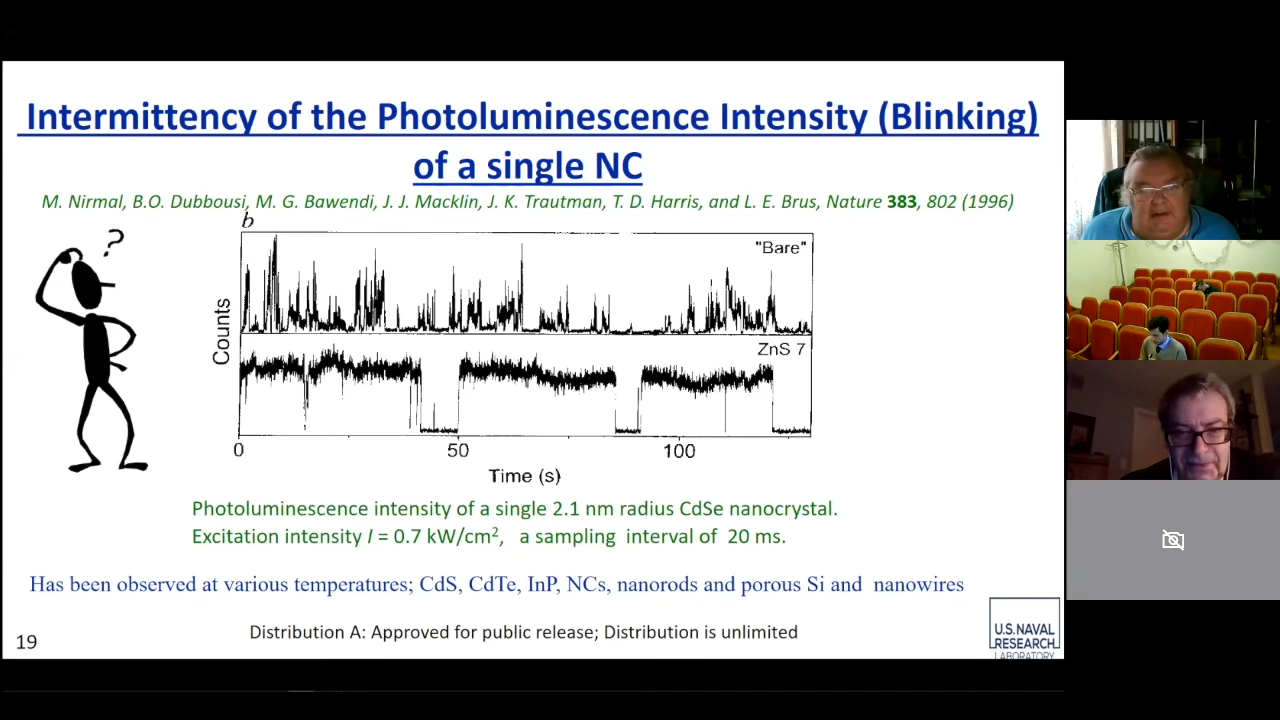 Intermittency of the Photoluminescence Intensity (Blinking)
of a single NC
M. Nirmal, B.O. Dubbousi, M. G. Bawendi, J. J. Macklin, J. K. Trautman, T. D. Harris, and L. E. Brus, Nature 383, 802 (1996)
?
b
"Bare"
Counts
ZnS 7
0
50
100
Time (s)
Photoluminescence intensity of a single 2.1 nm radius CdSe nanocrystal.
Excitation intensity I = 0.7 kW/cm², a sampling interval of 20 ms.
Has been observed at various temperatures; CdS, CdTe, InP, NCs, nanorods and porous Si and nanowires
U.S. NAVAL
RESEARCH
LABORATORY
Distribution A: Approved for public release; Distribution is unlimited
19